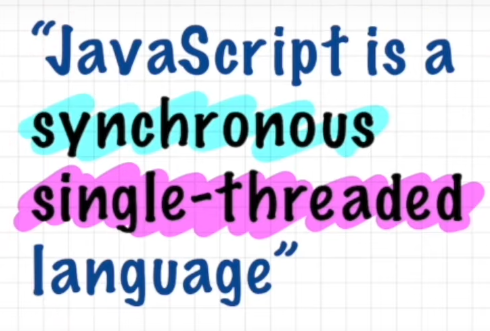 “JavaScript is a
synchronous
single-threaded
language”